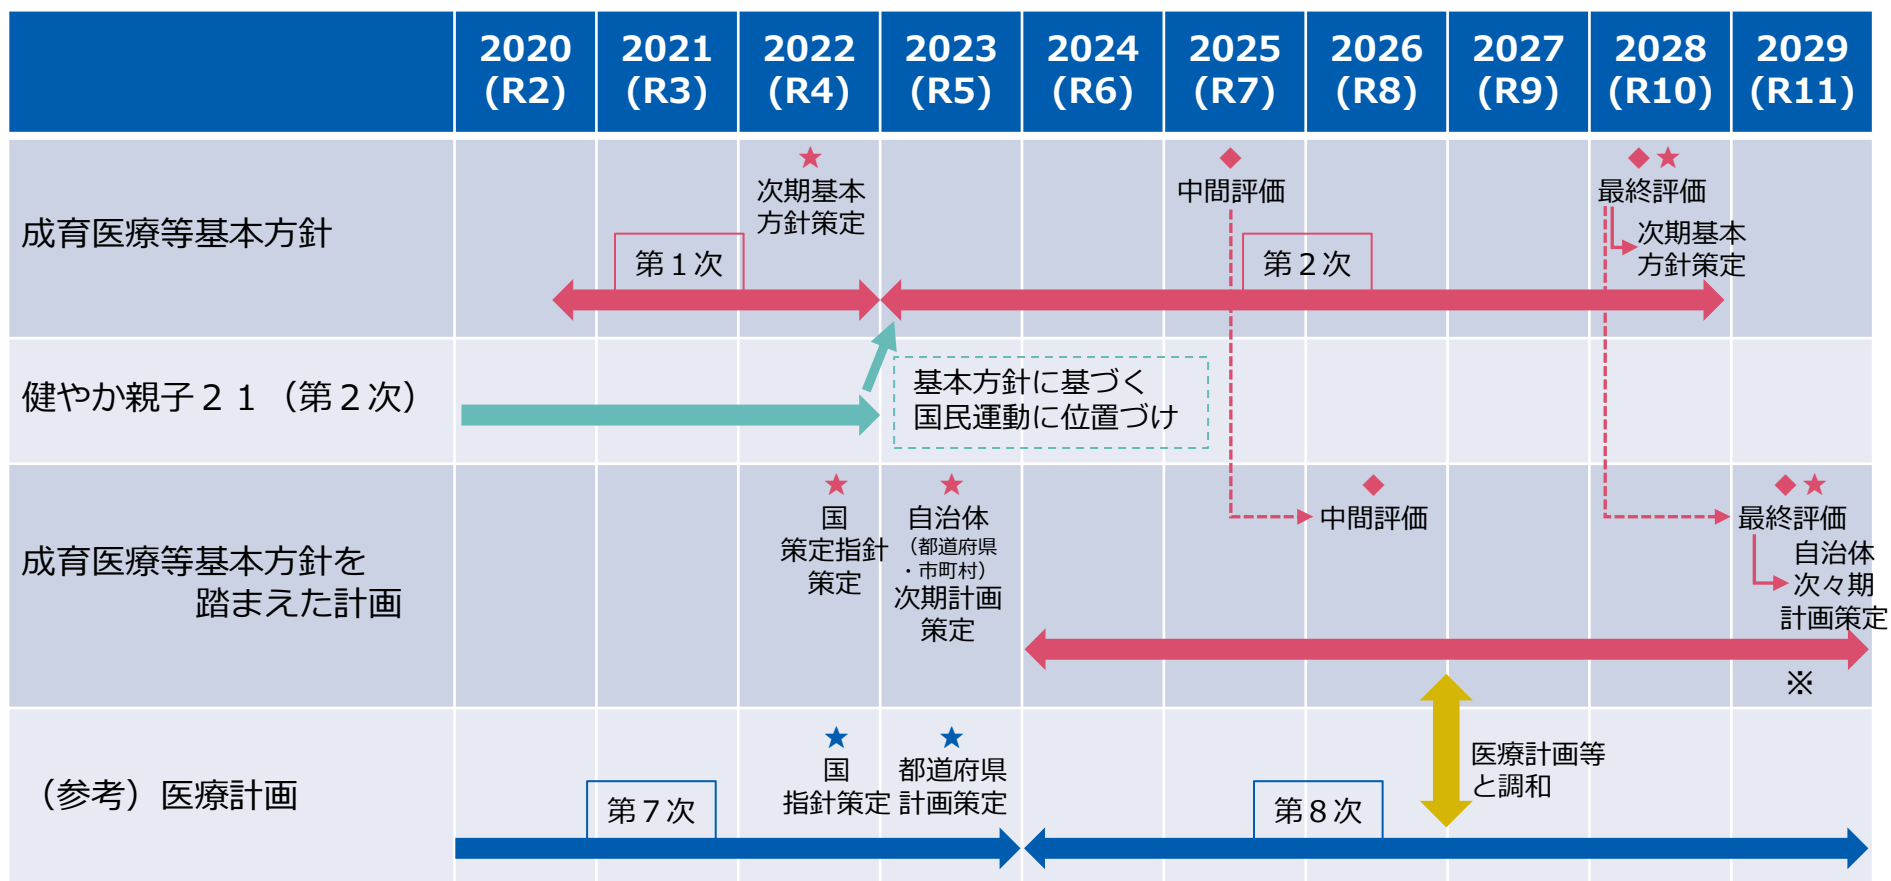 2020
(R2)
2021
(R3)
2022
(R4)
2023
(R5)
2024
(R6)
2025
(R7)
2026
(R8)
2027
(R9)
2028
(R10)
2029
(R11)
成育医療等基本方針
★
次期基本
方針策定
第１次
◆
中間評価
第２次
◆★
最終評価
次期基本
方針策定
健やか親子２１（第２次）
基本方針に基づく
国民運動に位置づけ
成育医療等基本方針を
踏まえた計画
★
国
策定指針
策定
★
自治体
（都道府県
・市町村）
次期計画
策定
◆
中間評価
◆★
最終評価
自治体
次々期
計画策定
※
（参考）医療計画
第７次
★
国
指針策定
★
都道府県
計画策定
第８次
医療計画等
と調和